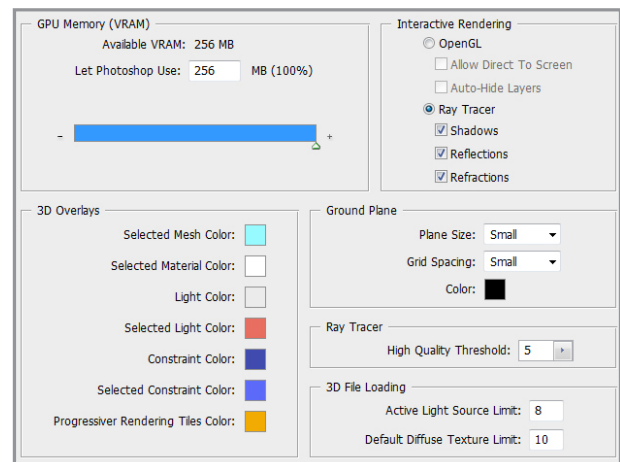 GPU Memory (VRAM)
Available VRAM: 256 MB
Let Photoshop Use: 256 MB (100%)
- +
Interactive Rendering
OpenGL
Allow Direct To Screen
Auto-Hide Layers
Ray Tracer
Shadows
Reflections
Refractions
3D Overlays
Selected Mesh Color:
Selected Material Color:
Light Color:
Selected Light Color:
Constraint Color:
Selected Constraint Color:
Progressiver Rendering Tiles Color:
Ground Plane
Plane Size: Small
Grid Spacing: Small
Color:
Ray Tracer
High Quality Threshold: 5
3D File Loading
Active Light Source Limit: 8
Default Diffuse Texture Limit: 10